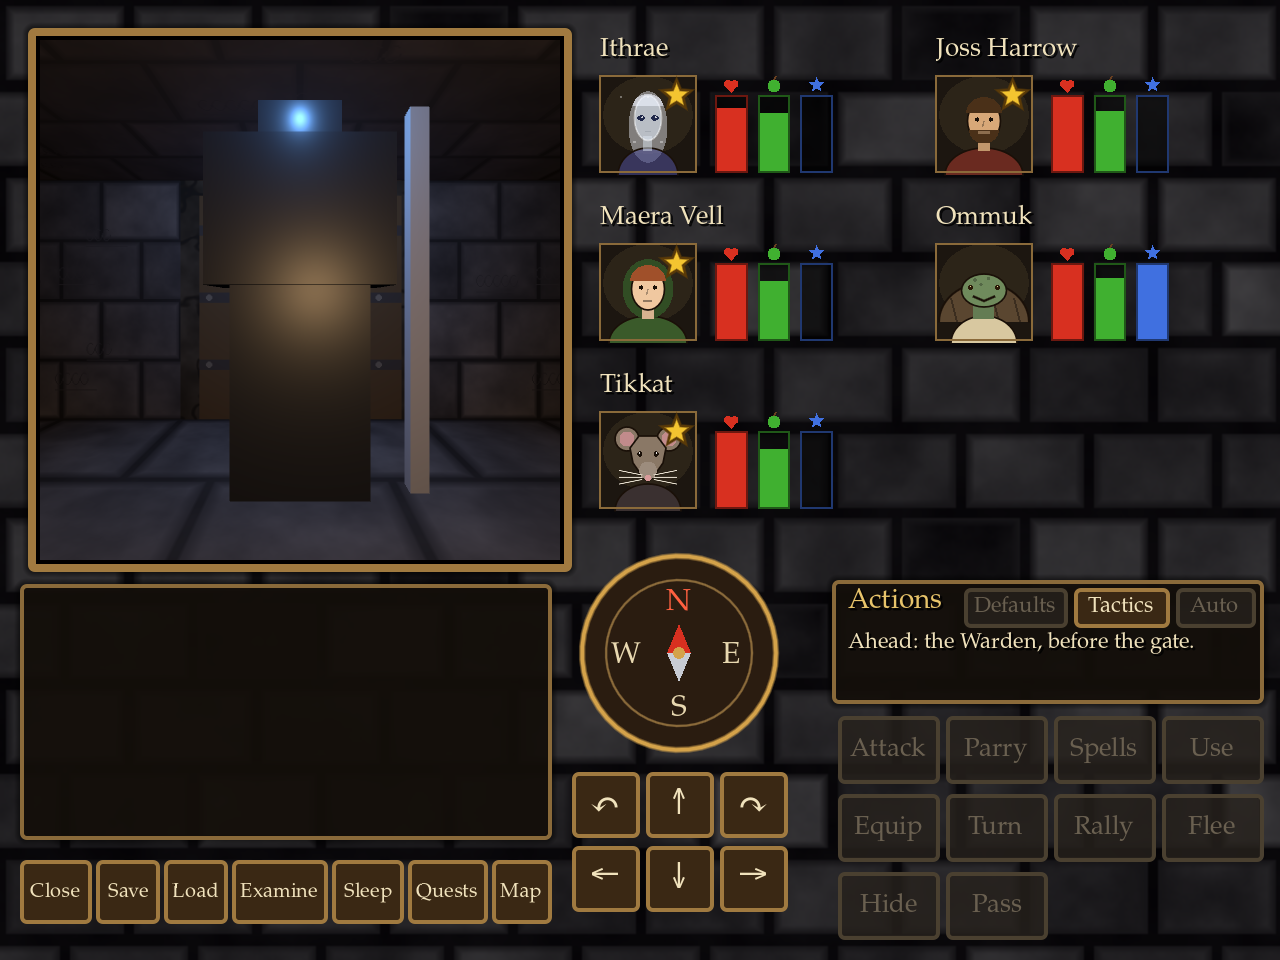 Ithrae
Joss Harrow
Maera Vell
Ommuk
Tikkat
N
W E
S
Actions Defaults Tactics Auto
Ahead: the Warden, before the gate.
Attack Parry Spells Use
Equip Turn Rally Flee
Hide Pass
Close Save Load Examine Sleep Quests Map